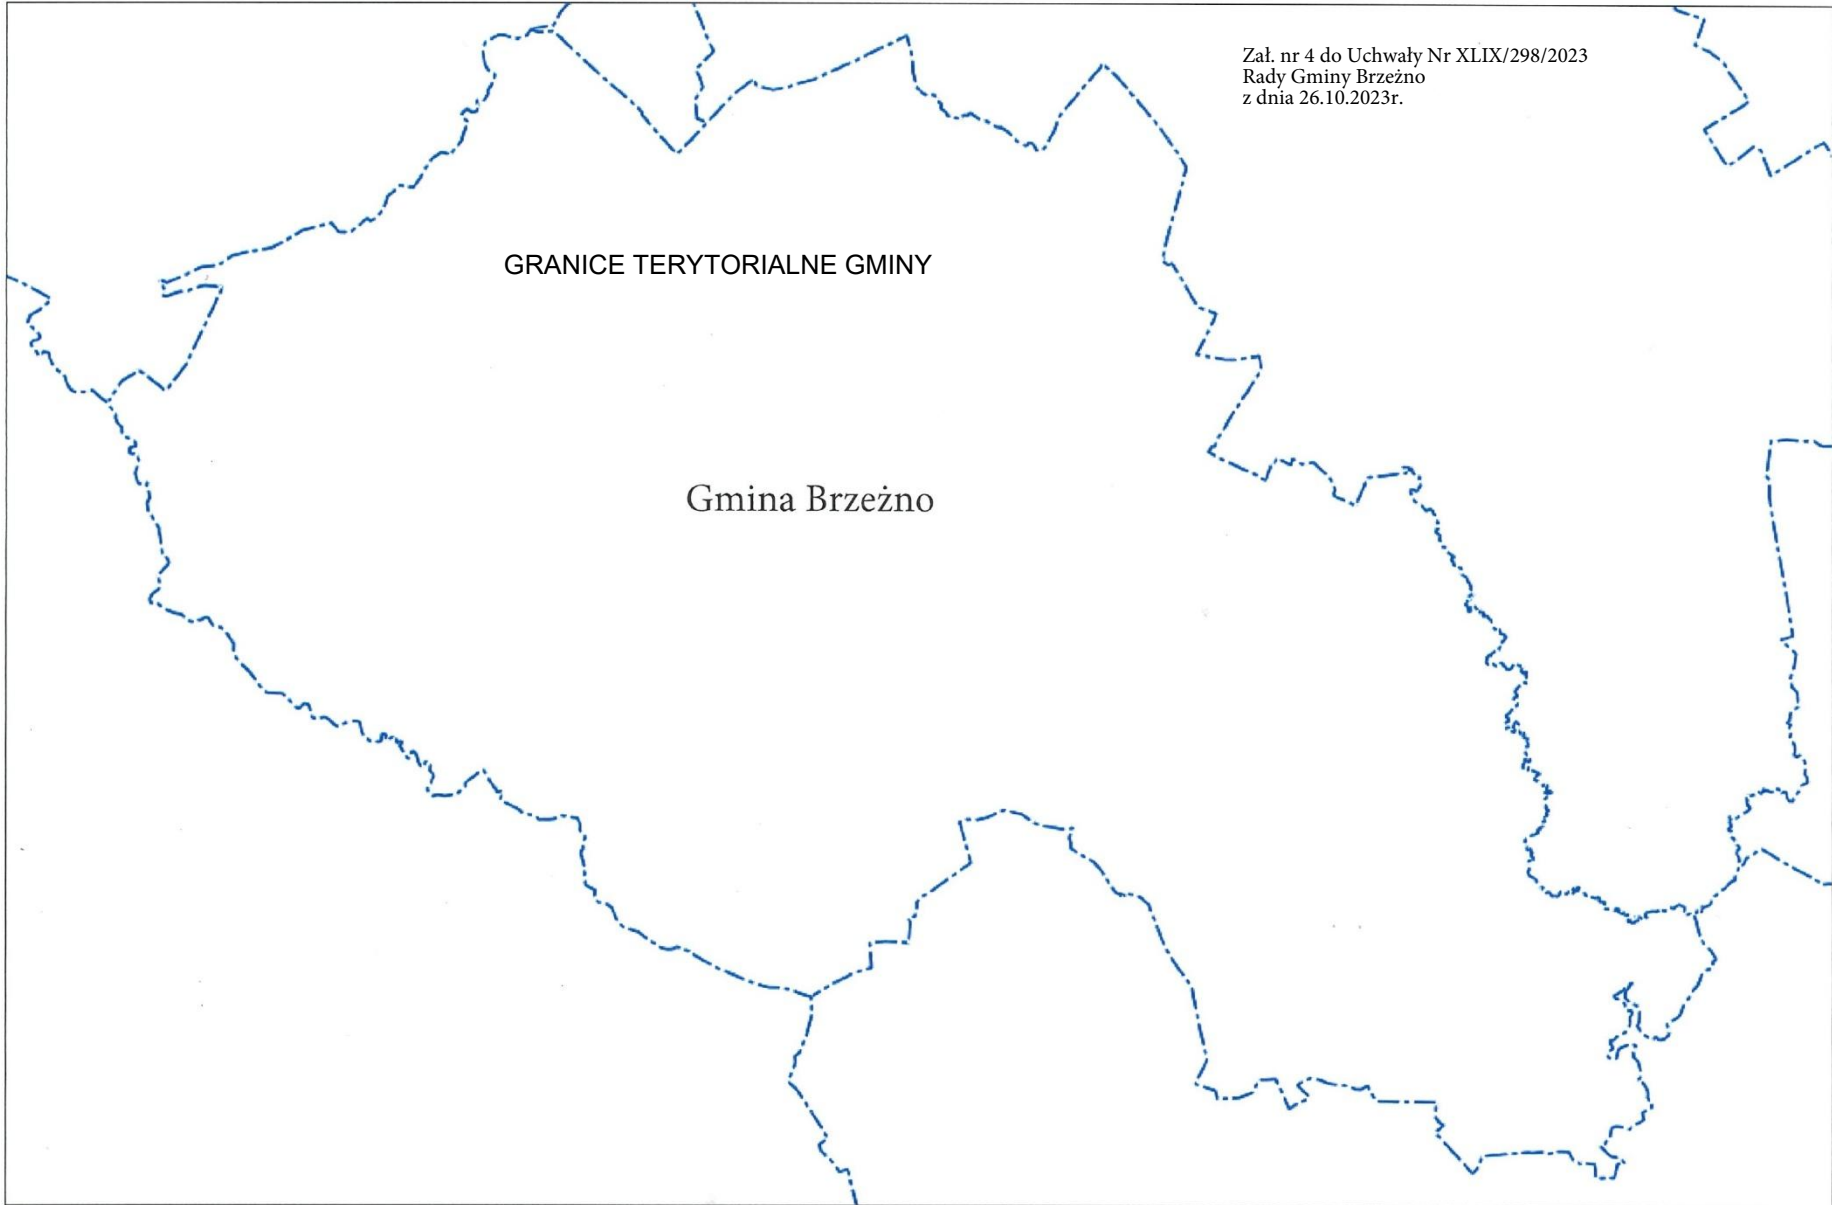 Zał. nr 4 do Uchwały Nr XLIX/298/2023
Rady Gminy Brzeżno
z dnia 26.10.2023r.
GRANICE TERYTORIALNE GMINY
Gmina Brzeżno